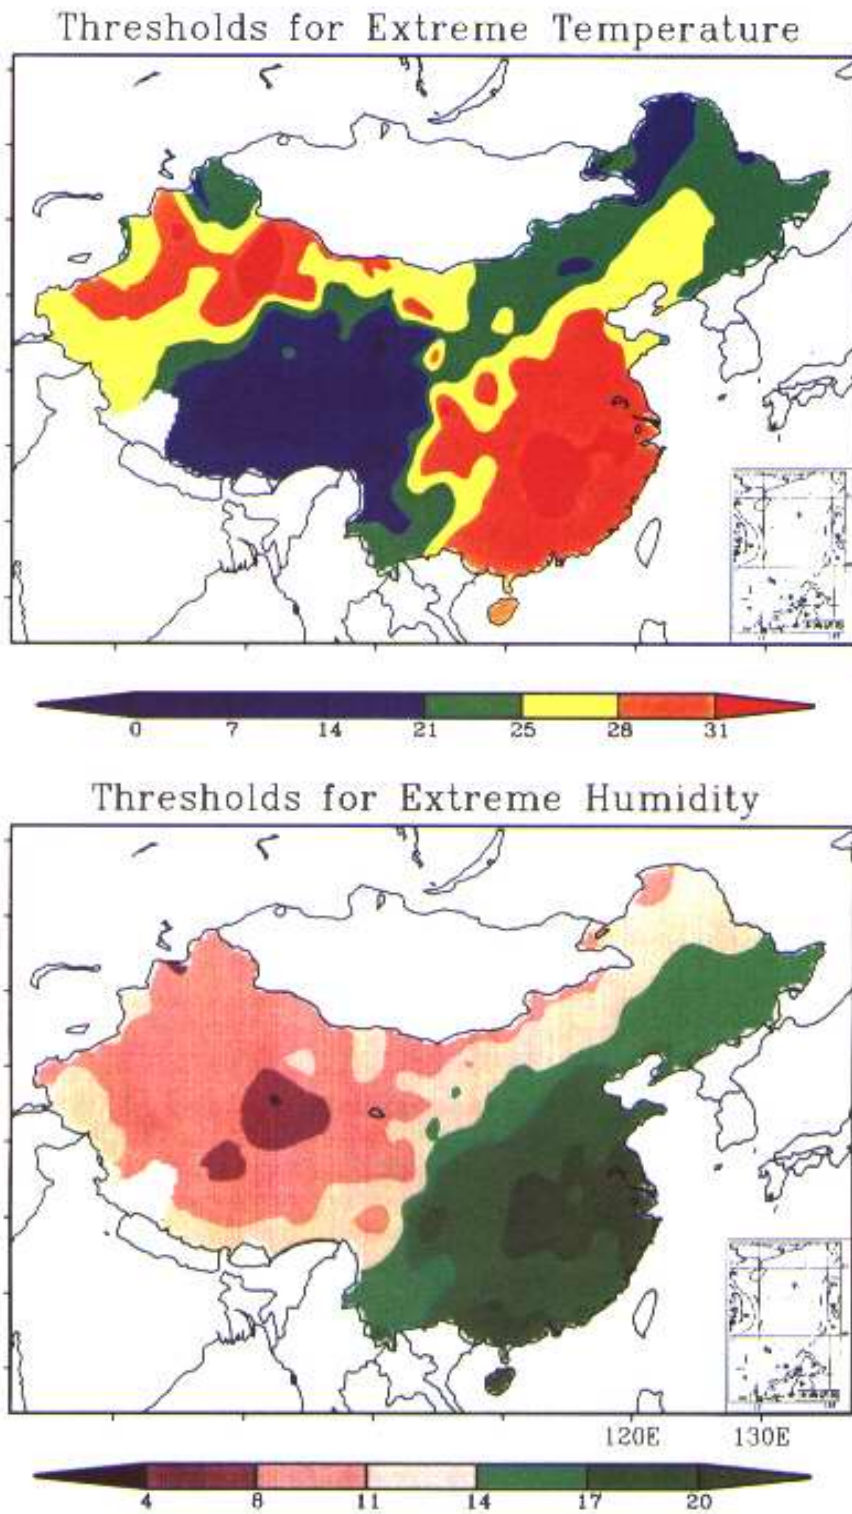 Thresholds for Extreme Temperature
0 7 14 21 25 28 31
Thresholds for Extreme Humidity
120E 130E
4 8 11 14 17 20